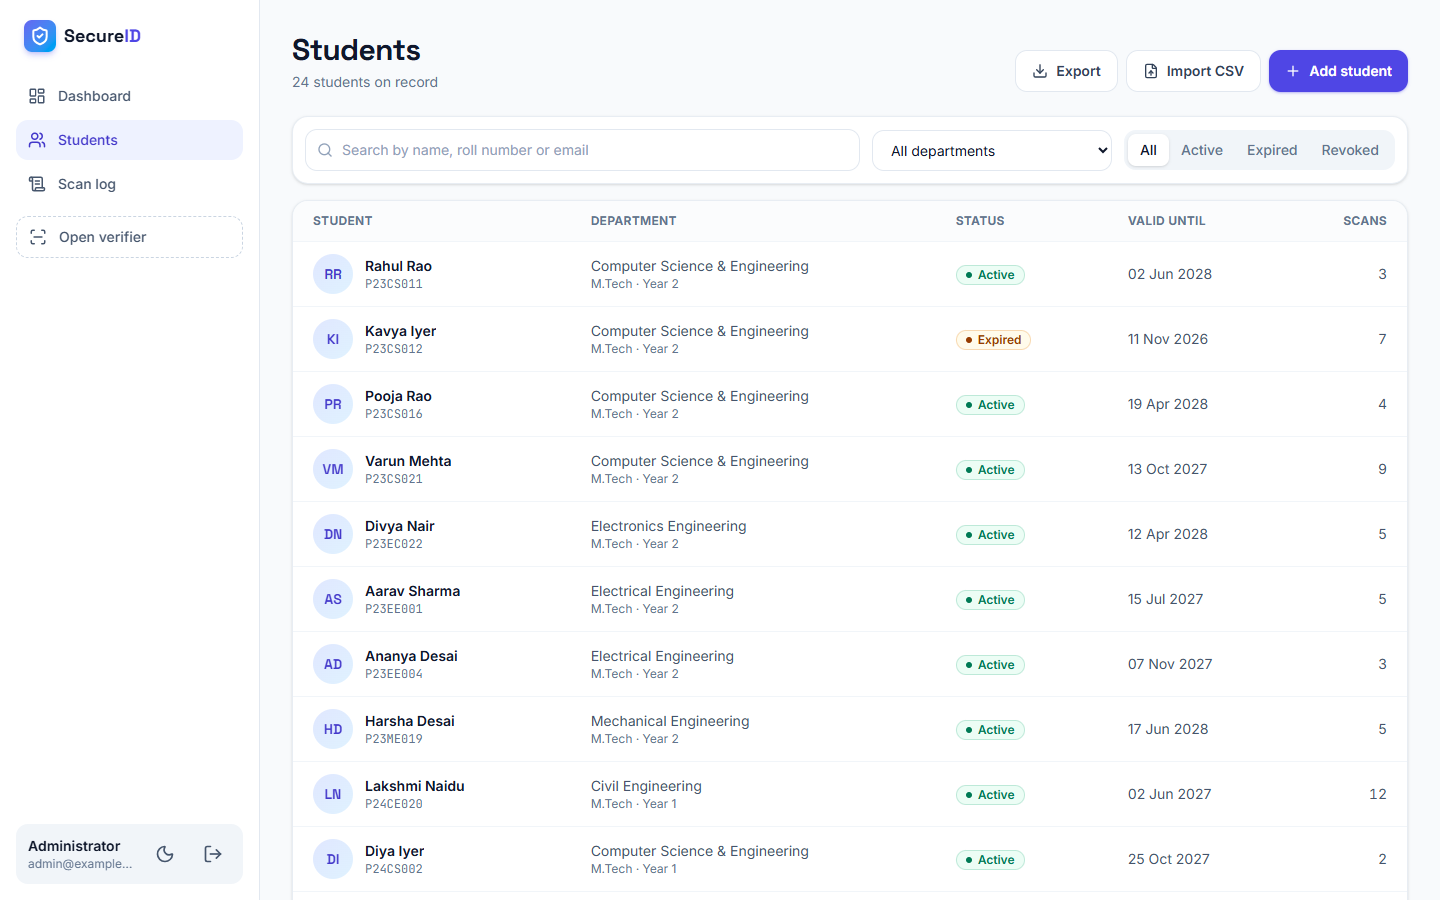 SecureID
Dashboard
Students
Scan log
Open verifier
Administrator
admin@example...
Students
24 students on record
Export
Import CSV
Add student
Search by name, roll number or email
All departments
All Active Expired Revoked
STUDENT DEPARTMENT STATUS VALID UNTIL SCANS
RR Rahul Rao Computer Science & Engineering Active 02 Jun 2028 3
P23CS011 M.Tech · Year 2
KI Kavya Iyer Computer Science & Engineering Expired 11 Nov 2026 7
P23CS012 M.Tech · Year 2
PR Pooja Rao Computer Science & Engineering Active 19 Apr 2028 4
P23CS016 M.Tech · Year 2
VM Varun Mehta Computer Science & Engineering Active 13 Oct 2027 9
P23CS021 M.Tech · Year 2
DN Divya Nair Electronics Engineering Active 12 Apr 2028 5
P23EC022 M.Tech · Year 2
AS Aarav Sharma Electrical Engineering Active 15 Jul 2027 5
P23EE001 M.Tech · Year 2
AD Ananya Desai Electrical Engineering Active 07 Nov 2027 3
P23EE004 M.Tech · Year 2
HD Harsha Desai Mechanical Engineering Active 17 Jun 2028 5
P23ME019 M.Tech · Year 2
LN Lakshmi Naidu Civil Engineering Active 02 Jun 2027 12
P24CE020 M.Tech · Year 1
DI Diya Iyer Computer Science & Engineering Active 25 Oct 2027 2
P24CS002 M.Tech · Year 1